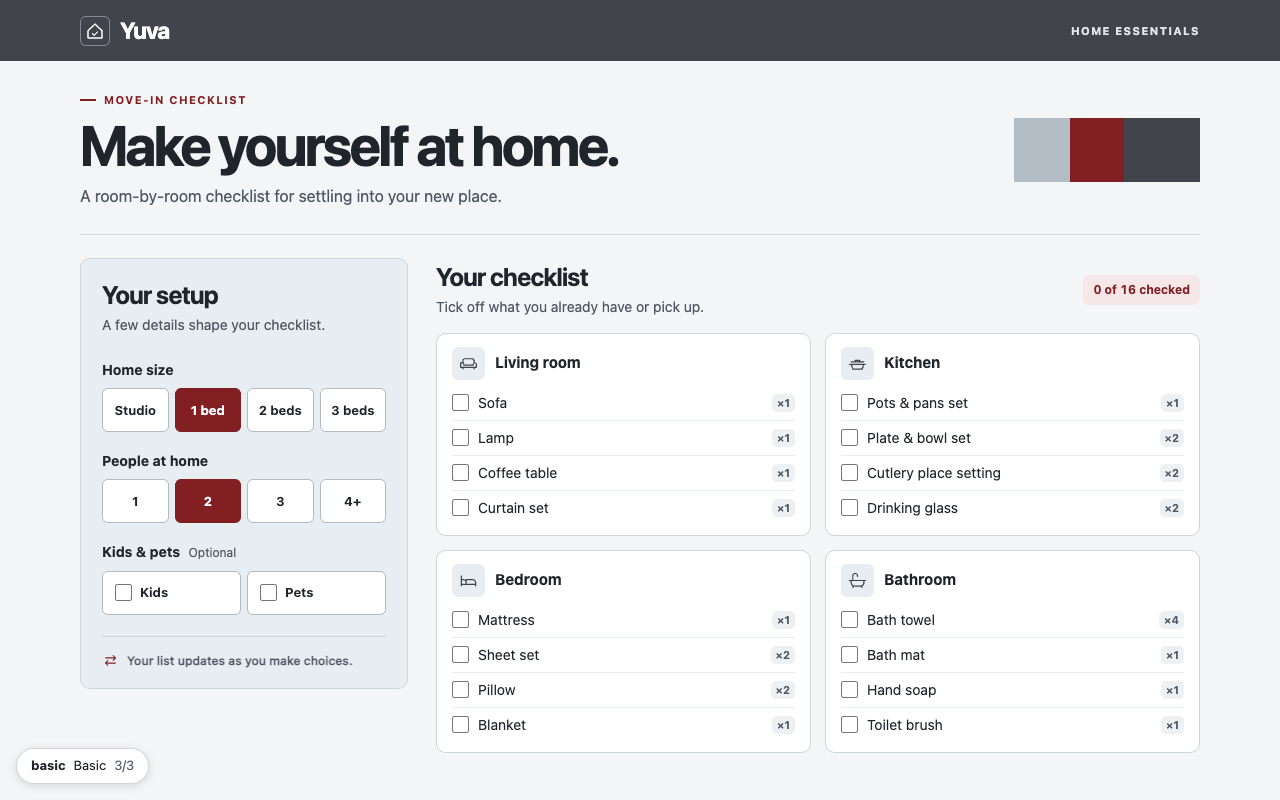 Yuva
HOME ESSENTIALS
MOVE-IN CHECKLIST
Make yourself at home.
A room-by-room checklist for settling into your new place.
Your setup
A few details shape your checklist.
Home size
Studio
1 bed
2 beds
3 beds
People at home
1
2
3
4+
Kids & pets Optional
Kids
Pets
Your list updates as you make choices.
Your checklist
Tick off what you already have or pick up.
0 of 16 checked
Living room
Sofa ×1
Lamp ×1
Coffee table ×1
Curtain set ×1
Kitchen
Pots & pans set ×1
Plate & bowl set ×2
Cutlery place setting ×2
Drinking glass ×2
Bedroom
Mattress ×1
Sheet set ×2
Pillow ×2
Blanket ×1
Bathroom
Bath towel ×4
Bath mat ×1
Hand soap ×1
Toilet brush ×1
basic Basic 3/3